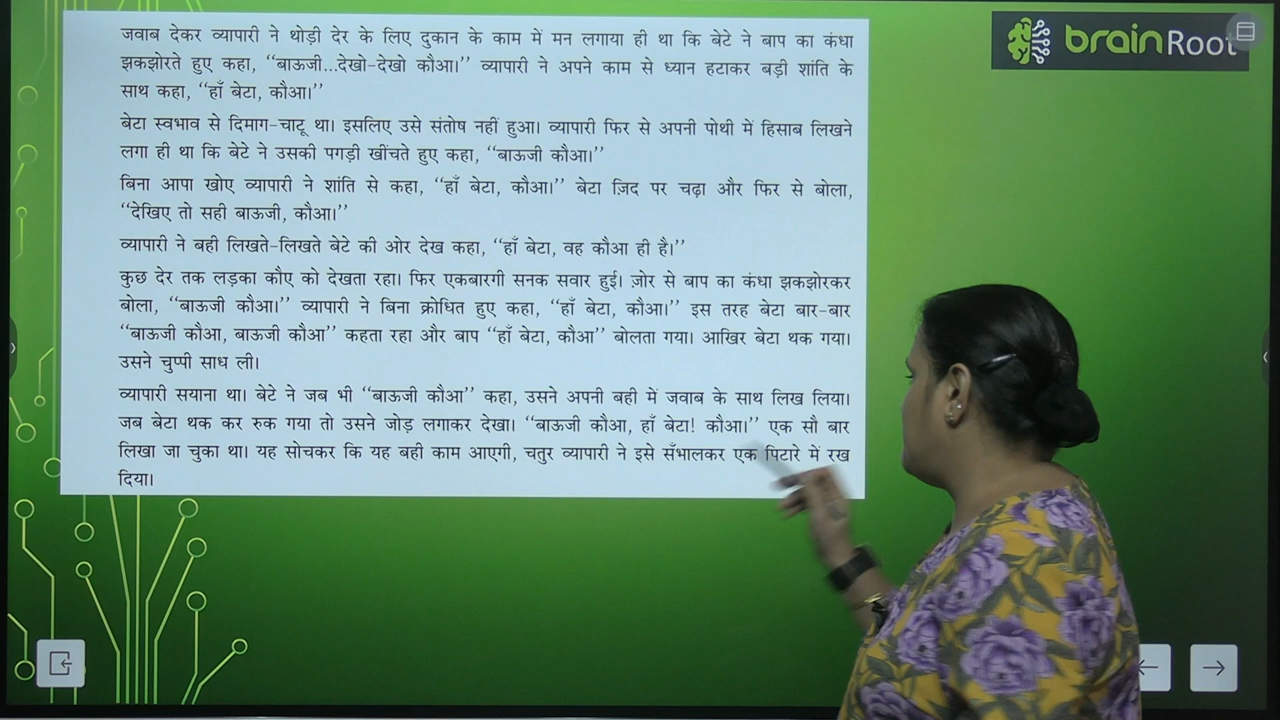 जवाब देकर व्यापारी ने थोड़ी देर के लिए दुकान के काम में मन लगाया ही था कि बेटे ने बाप का कंधा
झकझोरते हुए कहा, ‘‘बाऊजी...देखो-देखो कौआ।’’ व्यापारी ने अपने काम से ध्यान हटाकर बड़ी शांति के
साथ कहा, ‘‘हाँ बेटा, कौआ।’’
बेटा स्वभाव से दिमाग-चाटू था। इसलिए उसे संतोष नहीं हुआ। व्यापारी फिर से अपनी पोथी में हिसाब लिखने
लगा ही था कि बेटे ने उसकी पगड़ी खींचते हुए कहा, ‘‘बाऊजी कौआ।’’
बिना आपा खोए व्यापारी ने शांति से कहा, ‘‘हाँ बेटा, कौआ।’’ बेटा ज़िद पर चढ़ा और फिर से बोला,
‘‘देखिए तो सही बाऊजी, कौआ।’’
व्यापारी ने बही लिखते-लिखते बेटे की ओर देख कहा, ‘‘हाँ बेटा, वह कौआ ही है।’’
कुछ देर तक लड़का कौए को देखता रहा। फिर एकबारगी सनक सवार हुई। ज़ोर से बाप का कंधा झकझोरकर
बोला, ‘‘बाऊजी कौआ।’’ व्यापारी ने बिना क्रोधित हुए कहा, ‘‘हाँ बेटा, कौआ।’’ इस तरह बेटा बार-बार
‘‘बाऊजी कौआ, बाऊजी कौआ’’ कहता रहा और बाप ‘‘हाँ बेटा, कौआ’’ बोलता गया। आखिर बेटा थक गया।
उसने चुप्पी साध ली।
व्यापारी सयाना था। बेटे ने जब भी ‘‘बाऊजी कौआ’’ कहा, उसने अपनी बही में जवाब के साथ लिख लिया।
जब बेटा थक कर रुक गया तो उसने जोड़ लगाकर देखा। ‘‘बाऊजी कौआ, हाँ बेटा! कौआ।’’ एक सौ बार
लिखा जा चुका था। यह सोचकर कि यह बही काम आएगी, चतुर व्यापारी ने इसे सँभालकर एक पिटारे में रख
दिया।
brainRoot